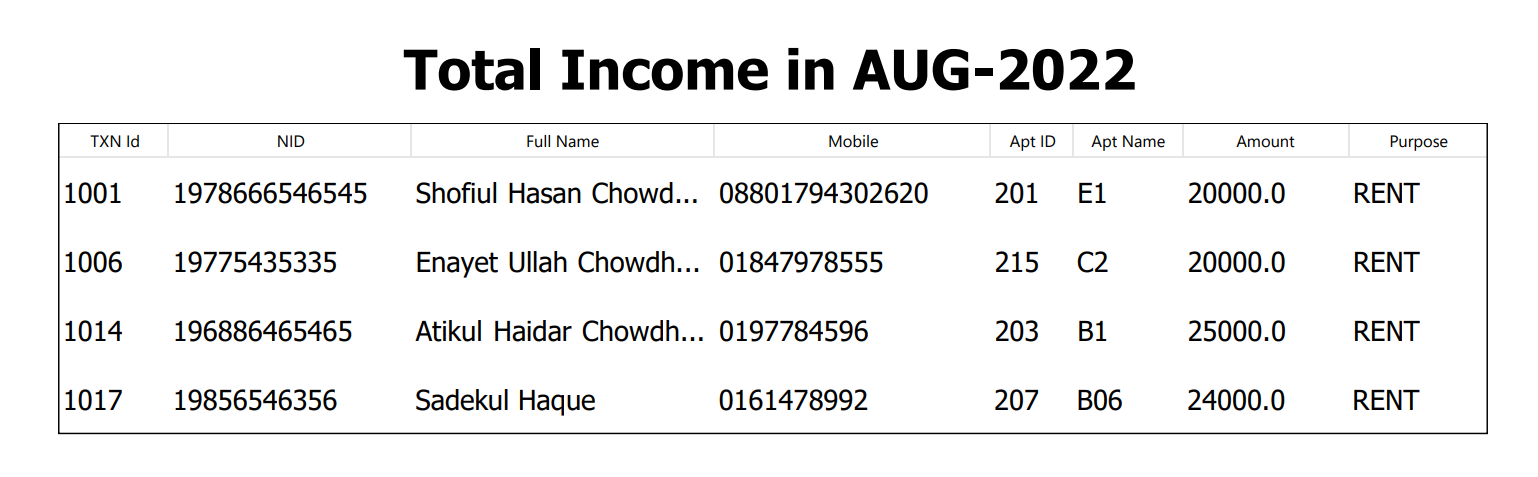 Total Income in AUG-2022
TXN Id NID Full Name Mobile Apt ID Apt Name Amount Purpose
1001 1978666546545 Shofiul Hasan Chowd... 08801794302620 201 E1 20000.0 RENT
1006 19775435335 Enayet Ullah Chowdh... 01847978555 215 C2 20000.0 RENT
1014 196886465465 Atikul Haidar Chowdh... 0197784596 203 B1 25000.0 RENT
1017 19856546356 Sadekul Haque 0161478992 207 B06 24000.0 RENT